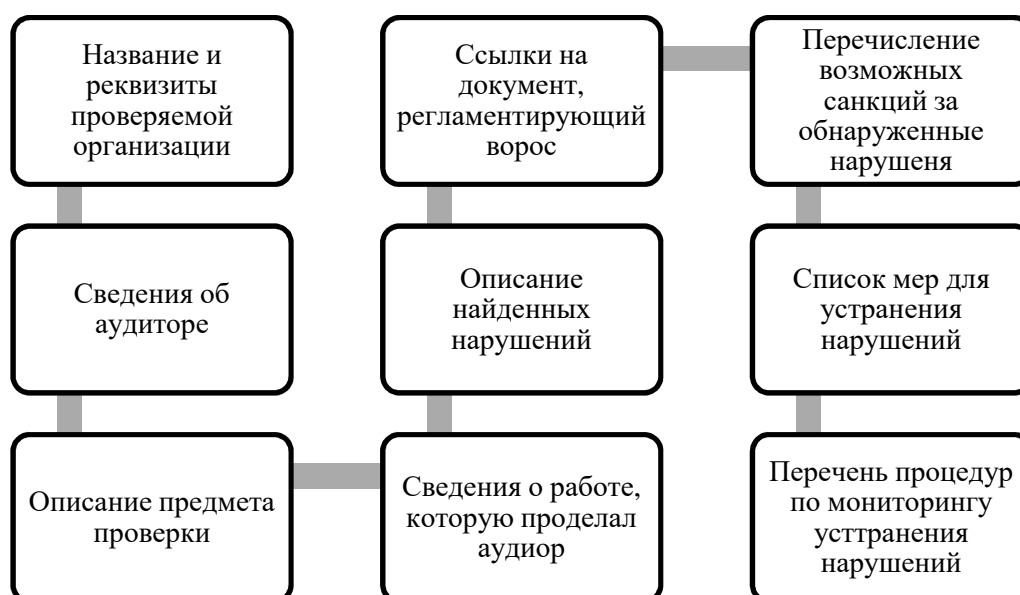 Название и
реквизиты
проверяемой
организации
Сведения об
аудиторе
Описание предмета
проверки
Сведения о работе,
которую проделал
аудиор
Описание
найденных
нарушений
Ссылки на
документ,
регламентирующий
ворос
Перечисление
возможных
санкций за
обнаруженные
нарушеня
Список мер для
устранения
нарушений
Перечень процедур
по мониторингу
усттранения
нарушений